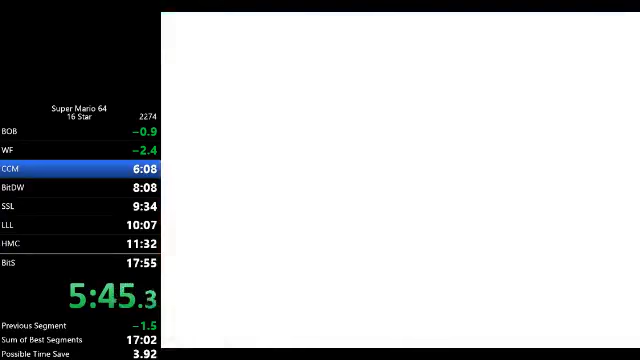 Super Mario 64
16 Star 2274
BOB −0.9
WF −2.4
CCM 6:08
BitDW 8:08
SSL 9:34
LLL 10:07
HMC 11:32
BitS 17:55
5:45.3
Previous Segment −1.5
Sum of Best Segments 17:02
Possible Time Save 3.92